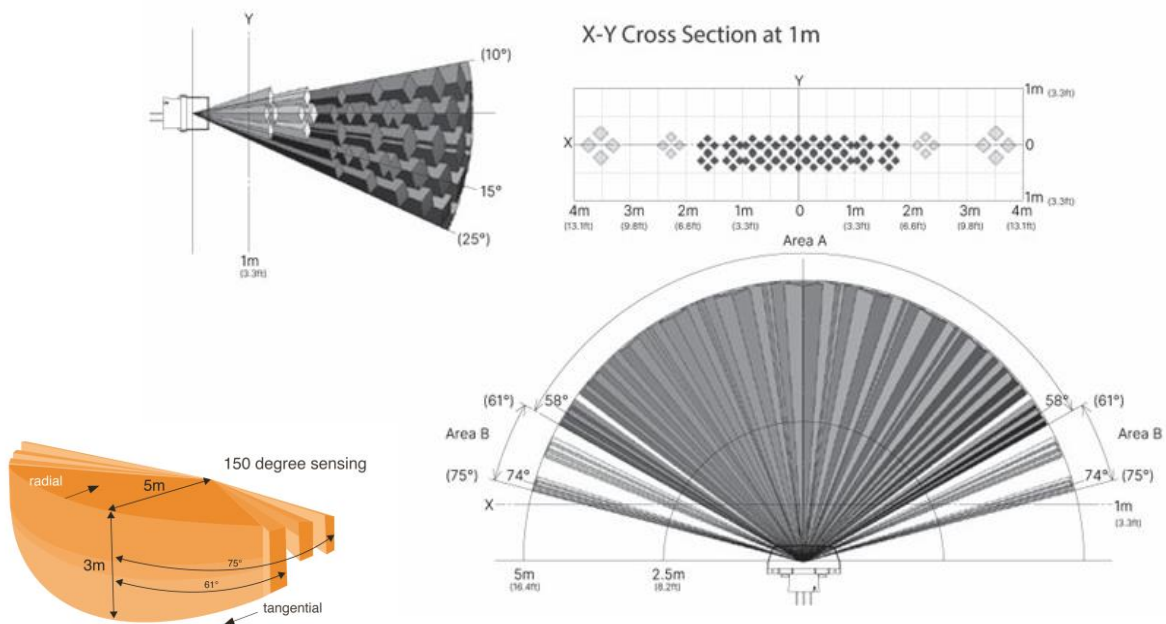 Y
(10°)
15°
(25°)
1m
(3.3ft)
X-Y Cross Section at 1m
Y
1m (3.3ft)
X
0
1m (3.3ft)
4m 3m 2m 1m 0 1m 2m 3m 4m
(13.1ft) (9.8ft) (6.6ft) (3.3ft) (3.3ft) (6.6ft) (9.8ft) (13.1ft)
Area A
(61°) 58° 58° (61°)
Area B Area B
(75°) 74° 74° (75°)
X 1m
(3.3ft)
5m 2.5m
(16.4ft) (8.2ft)
150 degree sensing
radial
5m
3m
75°
61°
tangential